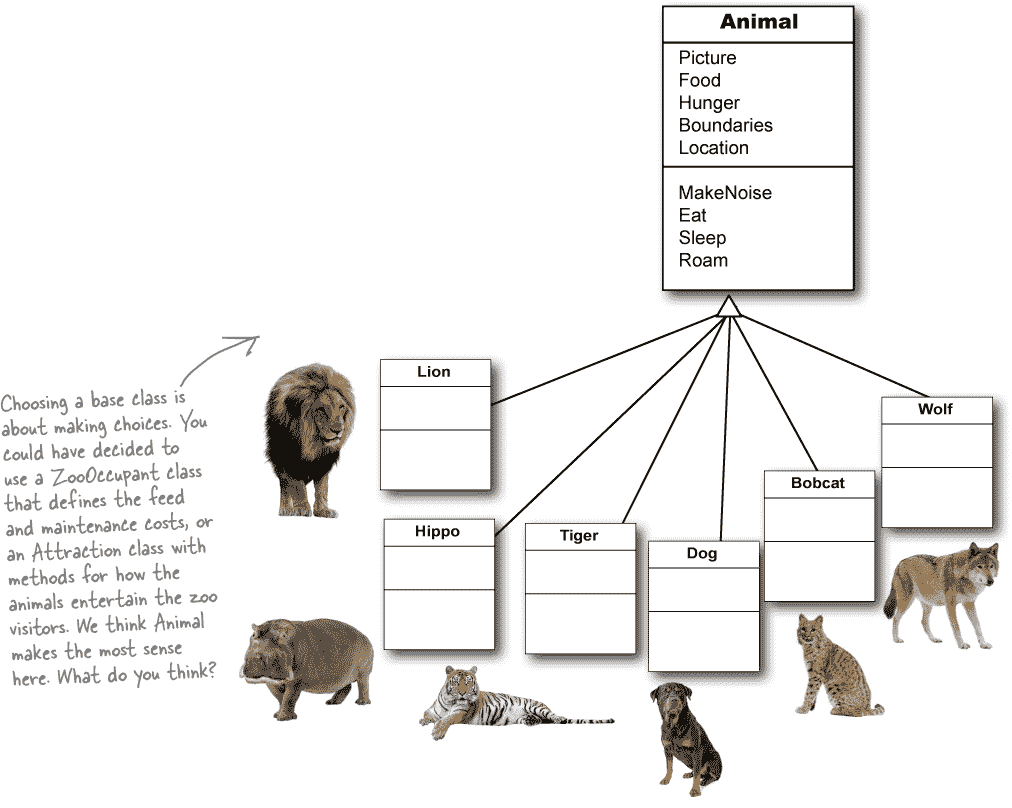 Animal
Picture
Food
Hunger
Boundaries
Location
MakeNoise
Eat
Sleep
Roam
Choosing a base class is
about making choices. You
could have decided to
use a ZooOccupant class
that defines the feed
and maintenance costs, or
an Attraction class with
methods for how the
animals entertain the zoo
visitors. We think Animal
makes the most sense
here. What do you think?
Lion
Hippo
Tiger
Dog
Bobcat
Wolf